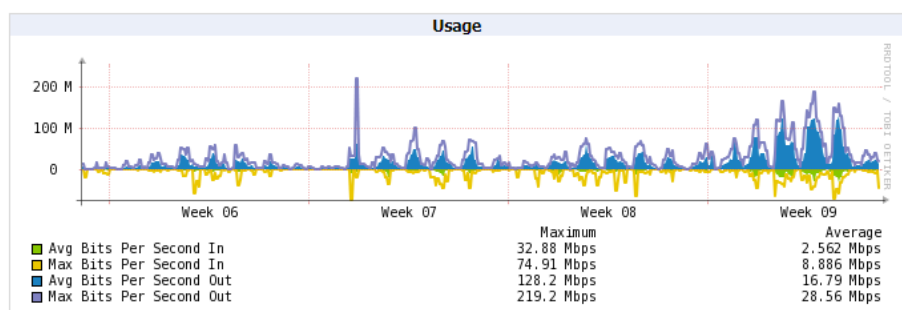 Usage
RRDTOOL / TOBI OETIKER
200 M
100 M
0
Week 06 Week 07 Week 08 Week 09
Maximum Average
Avg Bits Per Second In 32.88 Mbps 2.562 Mbps
Max Bits Per Second In 74.91 Mbps 8.886 Mbps
Avg Bits Per Second Out 128.2 Mbps 16.79 Mbps
Max Bits Per Second Out 219.2 Mbps 28.56 Mbps